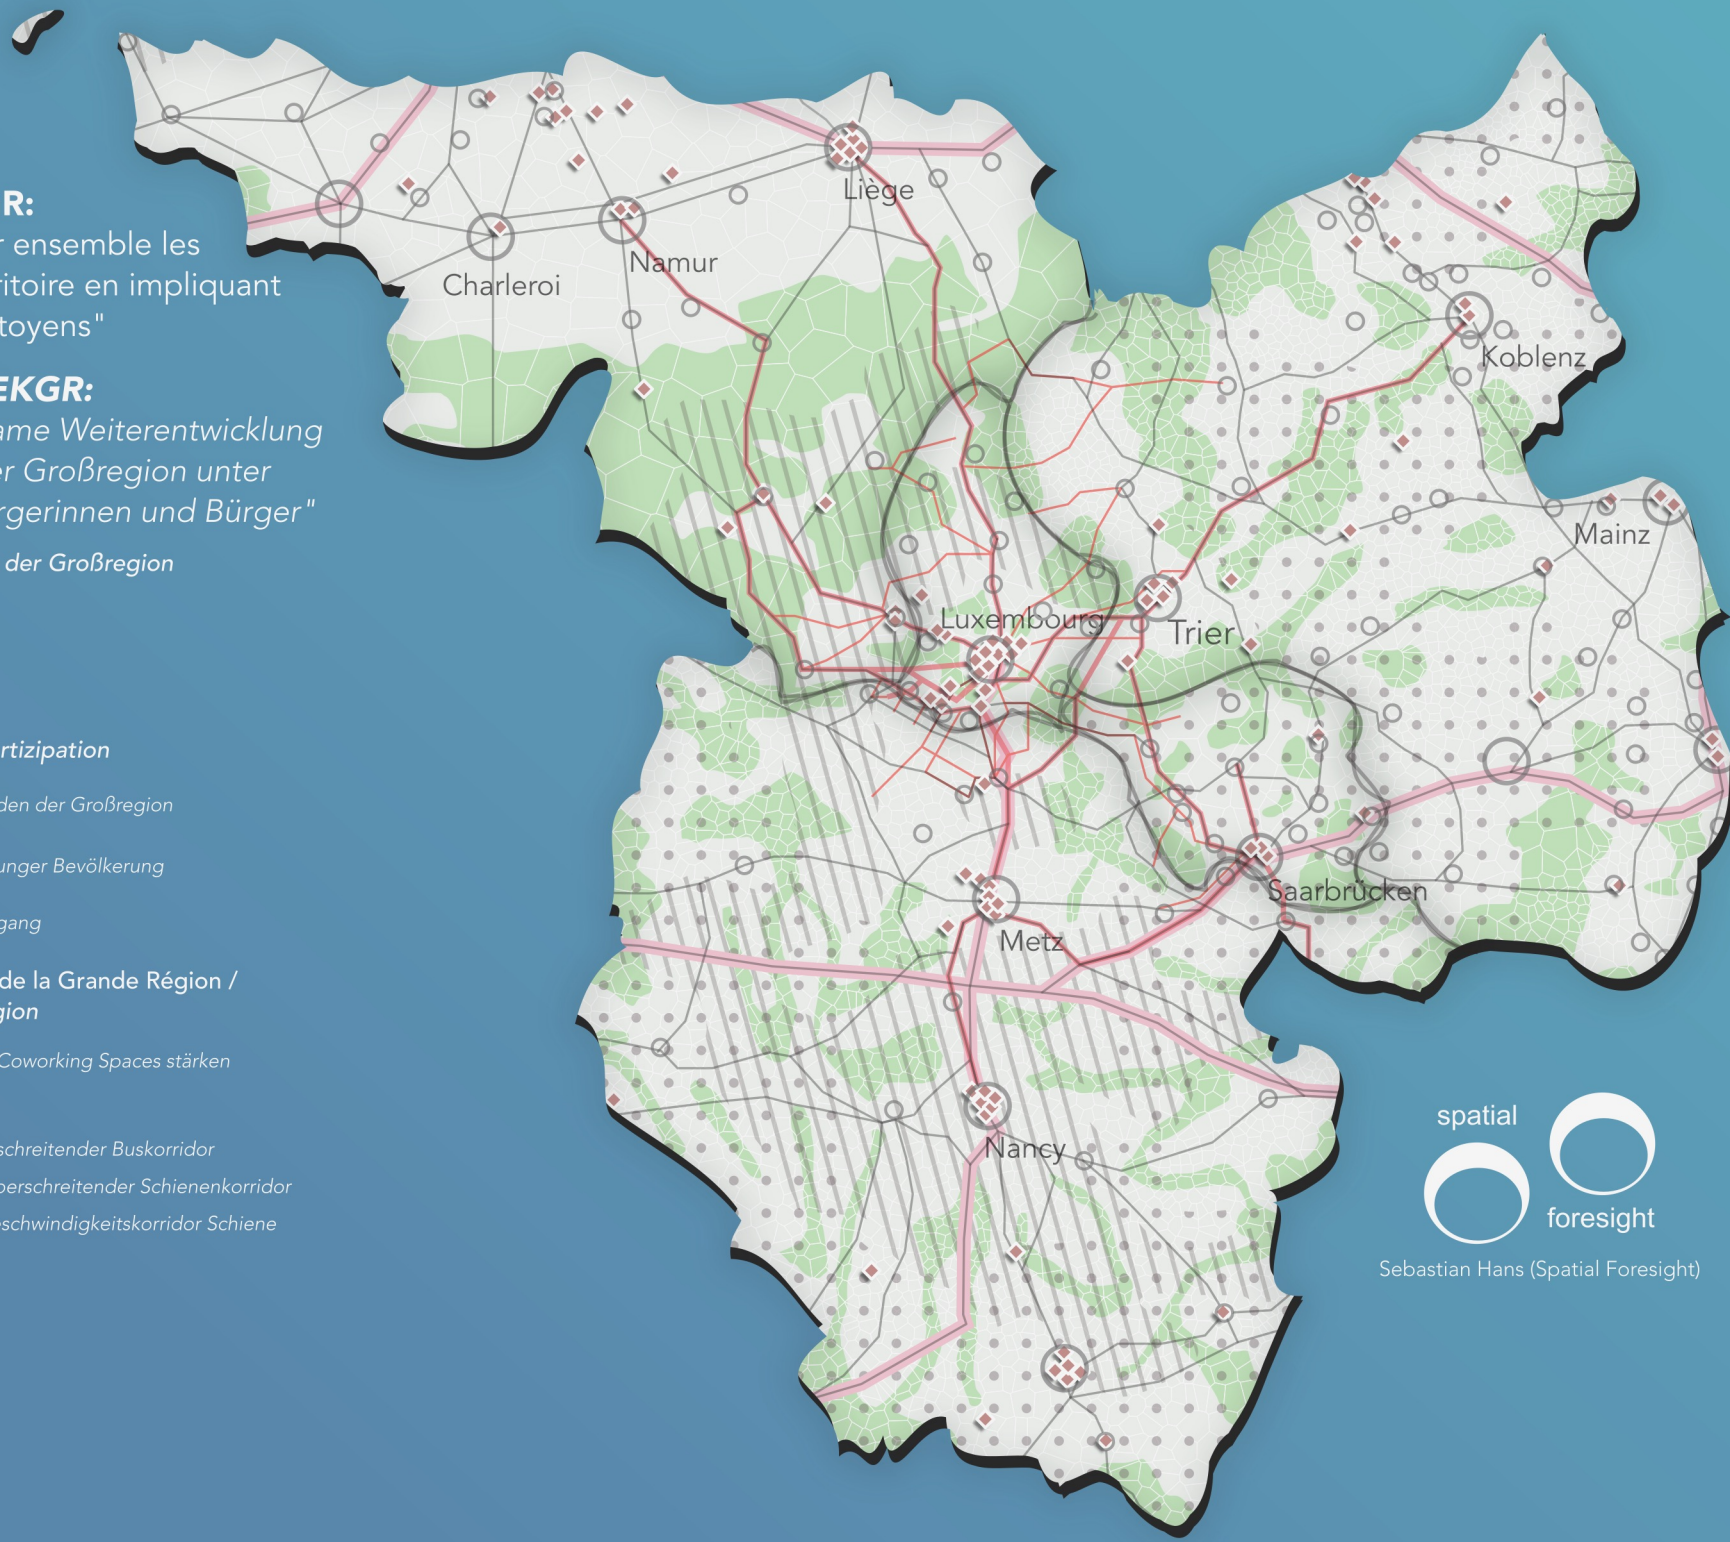 R:
r ensemble les
ritoire en impliquant
toyens"
EKGR:
ame Weiterentwicklung
er Großregion unter
rgerinnen und Bürger"
der Großregion
rtizipation
den der Großregion
unger Bevölkerung
gang
de la Grande Région /
gion
Coworking Spaces stärken
schreitender Buskorridor
berschreitender Schienenkorridor
eschwindigkeitskorridor Schiene
Liège
Namur
Charleroi
Koblenz
Mainz
Luxembourg
Trier
Saarbrücken
Metz
Nancy
spatial
foresight
Sebastian Hans (Spatial Foresight)